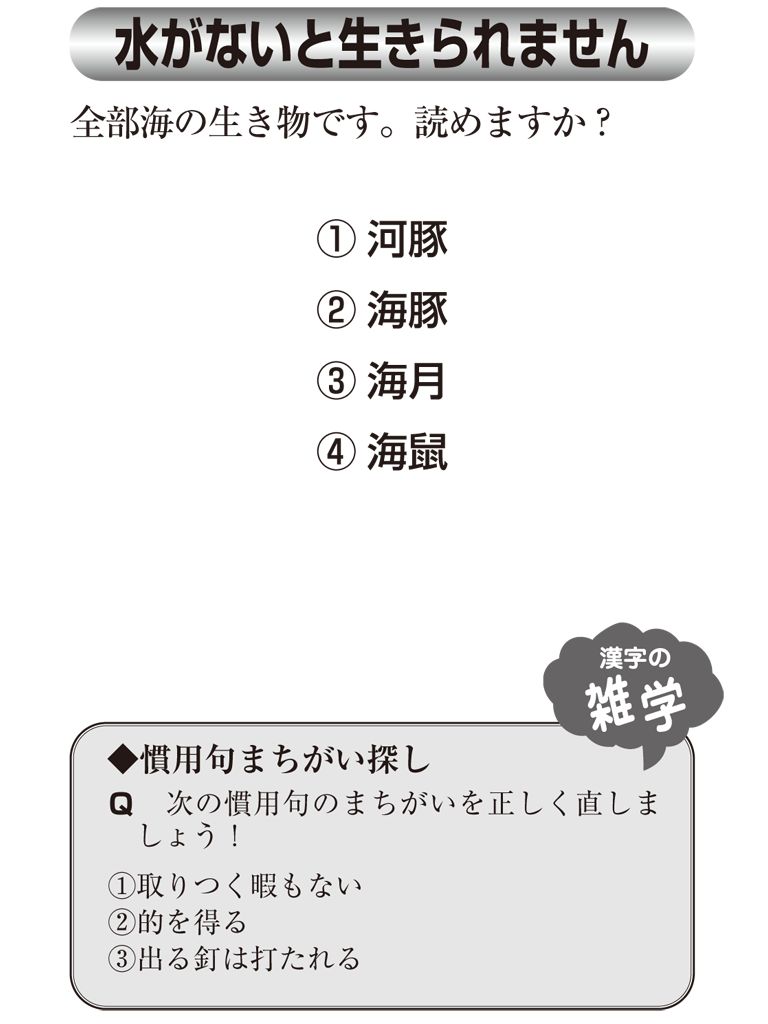 水がないと生きられません
全部海の生き物です。読めますか？
① 河豚
② 海豚
③ 海月
④ 海鼠
漢字の
雑学
◆慣用句まちがい探し
Q　次の慣用句のまちがいを正しく直しま
しょう！
①取りつく暇もない
②的を得る
③出る釘は打たれる